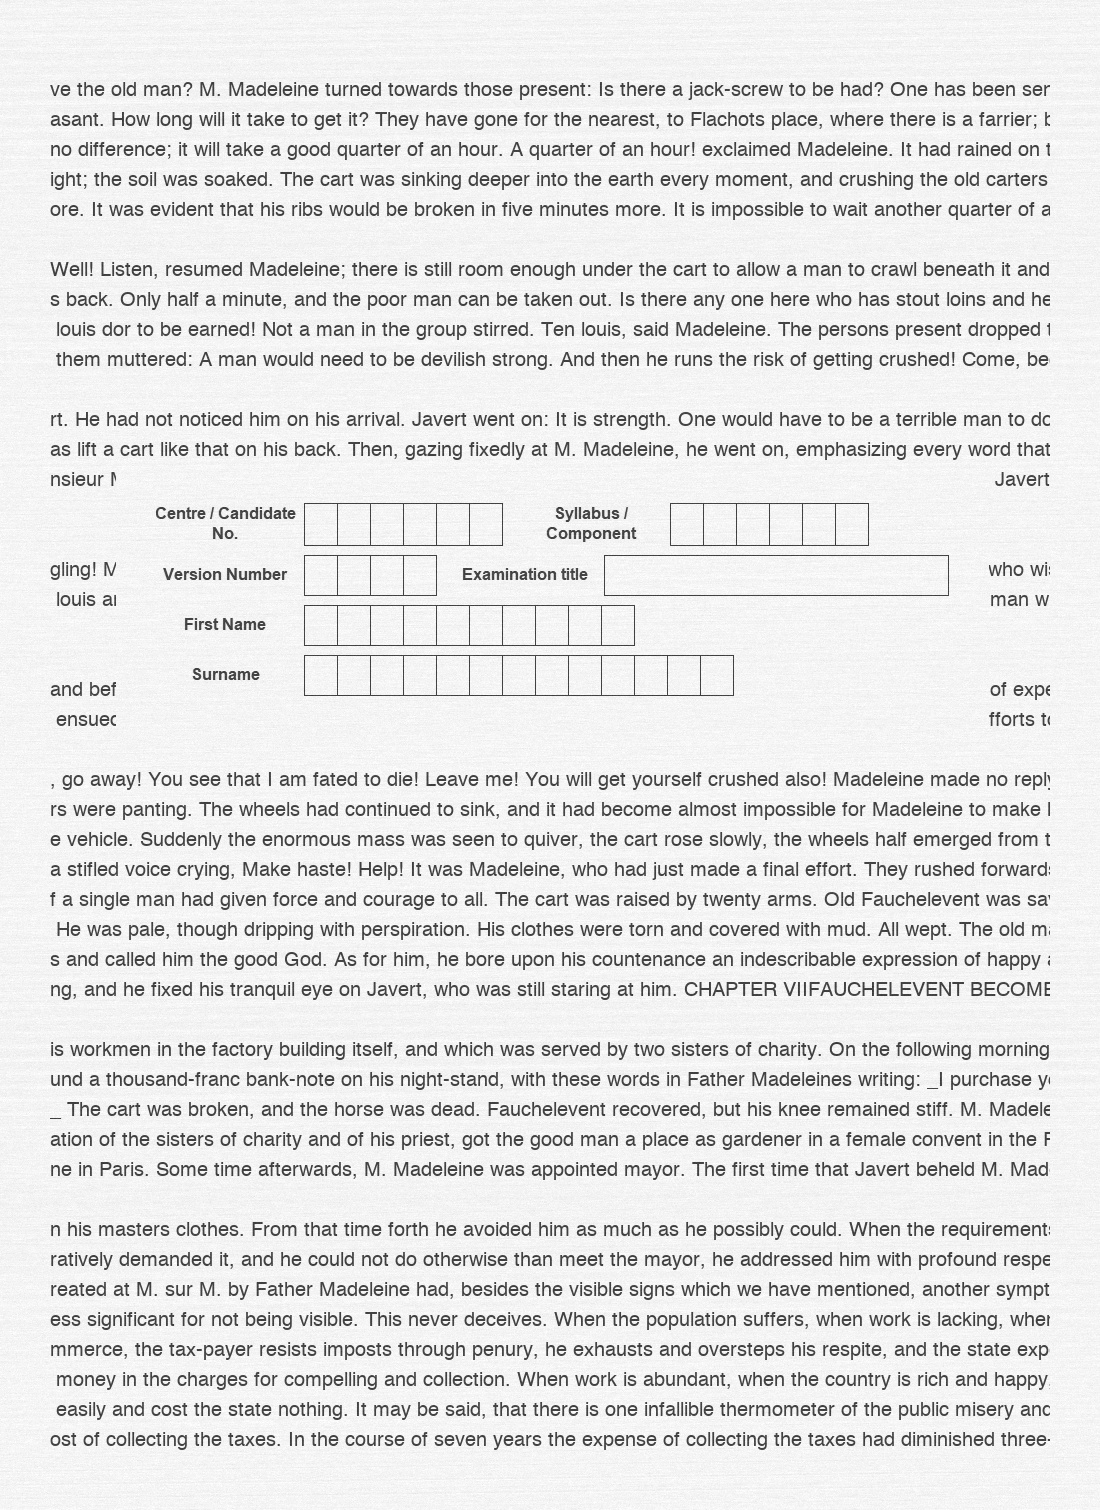 ve the old man? M. Madeleine turned towards those present: Is there a jack-screw to be had? One has been
asant. How long will it take to get it? They have gone for the nearest, to Flachots place, where there is a farrier;
no difference; it will take a good quarter of an hour. A quarter of an hour! exclaimed Madeleine. It had rained on
ight; the soil was soaked. The cart was sinking deeper into the earth every moment, and crushing the old carters
ore. It was evident that his ribs would be broken in five minutes more. It is impossible to wait another quarter of a
Well! Listen, resumed Madeleine; there is still room enough under the cart to allow a man to crawl beneath it and
s back. Only half a minute, and the poor man can be taken out. Is there any one here who has stout loins and he
louis dor to be earned! Not a man in the group stirred. Ten louis, said Madeleine. The persons present dropped
them muttered: A man would need to be devilish strong. And then he runs the risk of getting crushed! Come, be
rt. He had not noticed him on his arrival. Javert went on: It is strength. One would have to be a terrible man to do
as lift a cart like that on his back. Then, gazing fixedly at M. Madeleine, he went on, emphasizing every word that
nsieur Javert
Centre / Candidate No. Syllabus / Component
gling! M who
Version Number Examination title
louis man w
First Name
Surname
and bef of expe
ensued fforts to
, go away! You see that I am fated to die! Leave me! You will get yourself crushed also! Madeleine made no reply
rs were panting. The wheels had continued to sink, and it had become almost impossible for Madeleine to make
e vehicle. Suddenly the enormous mass was seen to quiver, the cart rose slowly, the wheels half emerged from
a stifled voice crying, Make haste! Help! It was Madeleine, who had just made a final effort. They rushed forwards
f a single man had given force and courage to all. The cart was raised by twenty arms. Old Fauchelevent was
He was pale, though dripping with perspiration. His clothes were torn and covered with mud. All wept. The old
s and called him the good God. As for him, he bore upon his countenance an indescribable expression of happy
ng, and he fixed his tranquil eye on Javert, who was still staring at him. CHAPTER VIIFAUCHELEVENT BECOME
is workmen in the factory building itself, and which was served by two sisters of charity. On the following morning
und a thousand-franc bank-note on his night-stand, with these words in Father Madeleines writing: _I purchase
_ The cart was broken, and the horse was dead. Fauchelevent recovered, but his knee remained stiff. M. Madele
ation of the sisters of charity and of his priest, got the good man a place as gardener in a female convent in the
ne in Paris. Some time afterwards, M. Madeleine was appointed mayor. The first time that Javert beheld M. Mad
n his masters clothes. From that time forth he avoided him as much as he possibly could. When the requirements
ratively demanded it, and he could not do otherwise than meet the mayor, he addressed him with profound respe
reated at M. sur M. by Father Madeleine had, besides the visible signs which we have mentioned, another sympt
ess significant for not being visible. This never deceives. When the population suffers, when work is lacking, when
mmerce, the tax-payer resists imposts through penury, he exhausts and oversteps his respite, and the state exp
money in the charges for compelling and collection. When work is abundant, when the country is rich and happy,
easily and cost the state nothing. It may be said, that there is one infallible thermometer of the public misery and
ost of collecting the taxes. In the course of seven years the expense of collecting the taxes had diminished three-